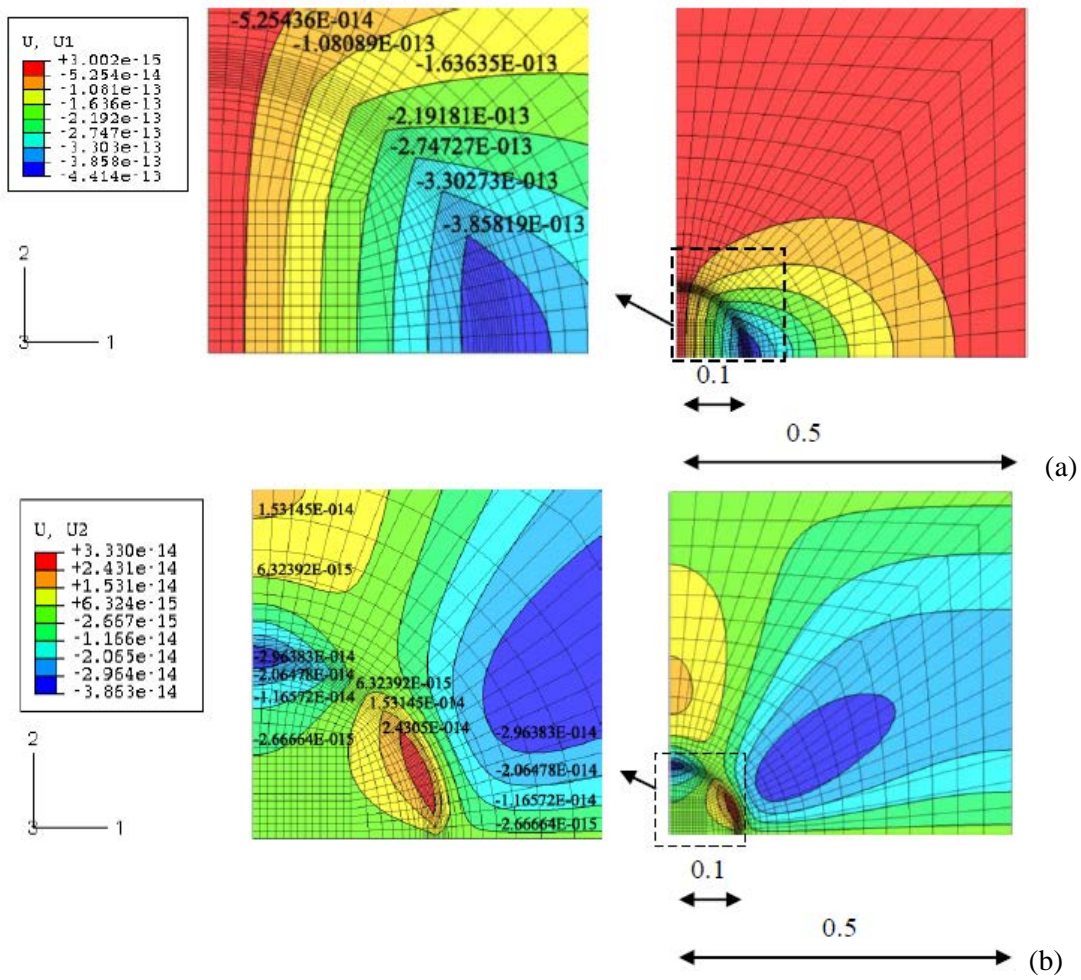 U, U1
+3.002e-15
-5.254e-14
-1.081e-13
-1.636e-13
-2.192e-13
-2.747e-13
-3.303e-13
-3.858e-13
-4.414e-13
2
3
1
-5.25436E-014
-1.08089E-013
-1.63635E-013
-2.19181E-013
-2.74727E-013
-3.30273E-013
-3.85819E-013
0.1
0.5
(a)
U, U2
+3.330e-14
+2.431e-14
+1.531e-14
+6.324e-15
-2.667e-15
-1.166e-14
-2.065e-14
-2.964e-14
-3.863e-14
2
3
1
1.53145E-014
6.32392E-015
-2.96383E-014
-2.06478E-014
-1.16572E-014
-2.66664E-015
6.32392E-015
1.53145E-014
2.4305E-014
-2.96383E-014
-2.06478E-014
-1.16572E-014
-2.66664E-015
0.1
0.5
(b)